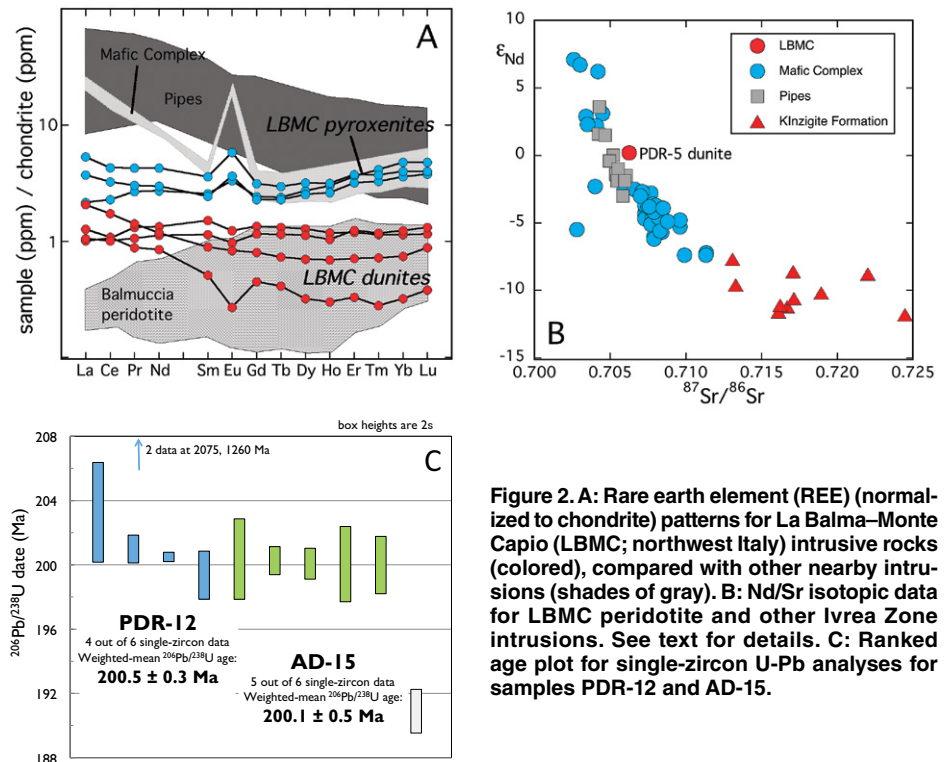 A
sample (ppm) / chondrite (ppm)
10
1
Mafic Complex
Pipes
LBMC pyroxenites
LBMC dunites
Balmuccia
peridotite
La Ce Pr Nd Sm Eu Gd Tb Dy Ho Er Tm Yb Lu
B
εNd
10
5
0
-5
-10
-15
LBMC
Mafic Complex
Pipes
KInzigite Formation
PDR-5 dunite
0.700 0.705 0.710 0.715 0.720 0.725
87Sr/86Sr
box heights are 2s
C
206Pb/238U date (Ma)
208
204
200
196
192
188
2 data at 2075, 1260 Ma
PDR-12
4 out of 6 single-zircon data
Weighted-mean 206Pb/238U age:
200.5 ± 0.3 Ma
AD-15
5 out of 6 single-zircon data
Weighted-mean 206Pb/238U age:
200.1 ± 0.5 Ma
Figure 2. A: Rare earth element (REE) (normal-
ized to chondrite) patterns for La Balma–Monte
Capio (LBMC; northwest Italy) intrusive rocks
(colored), compared with other nearby intru-
sions (shades of gray). B: Nd/Sr isotopic data
for LBMC peridotite and other Ivrea Zone
intrusions. See text for details. C: Ranked
age plot for single-zircon U-Pb analyses for
samples PDR-12 and AD-15.